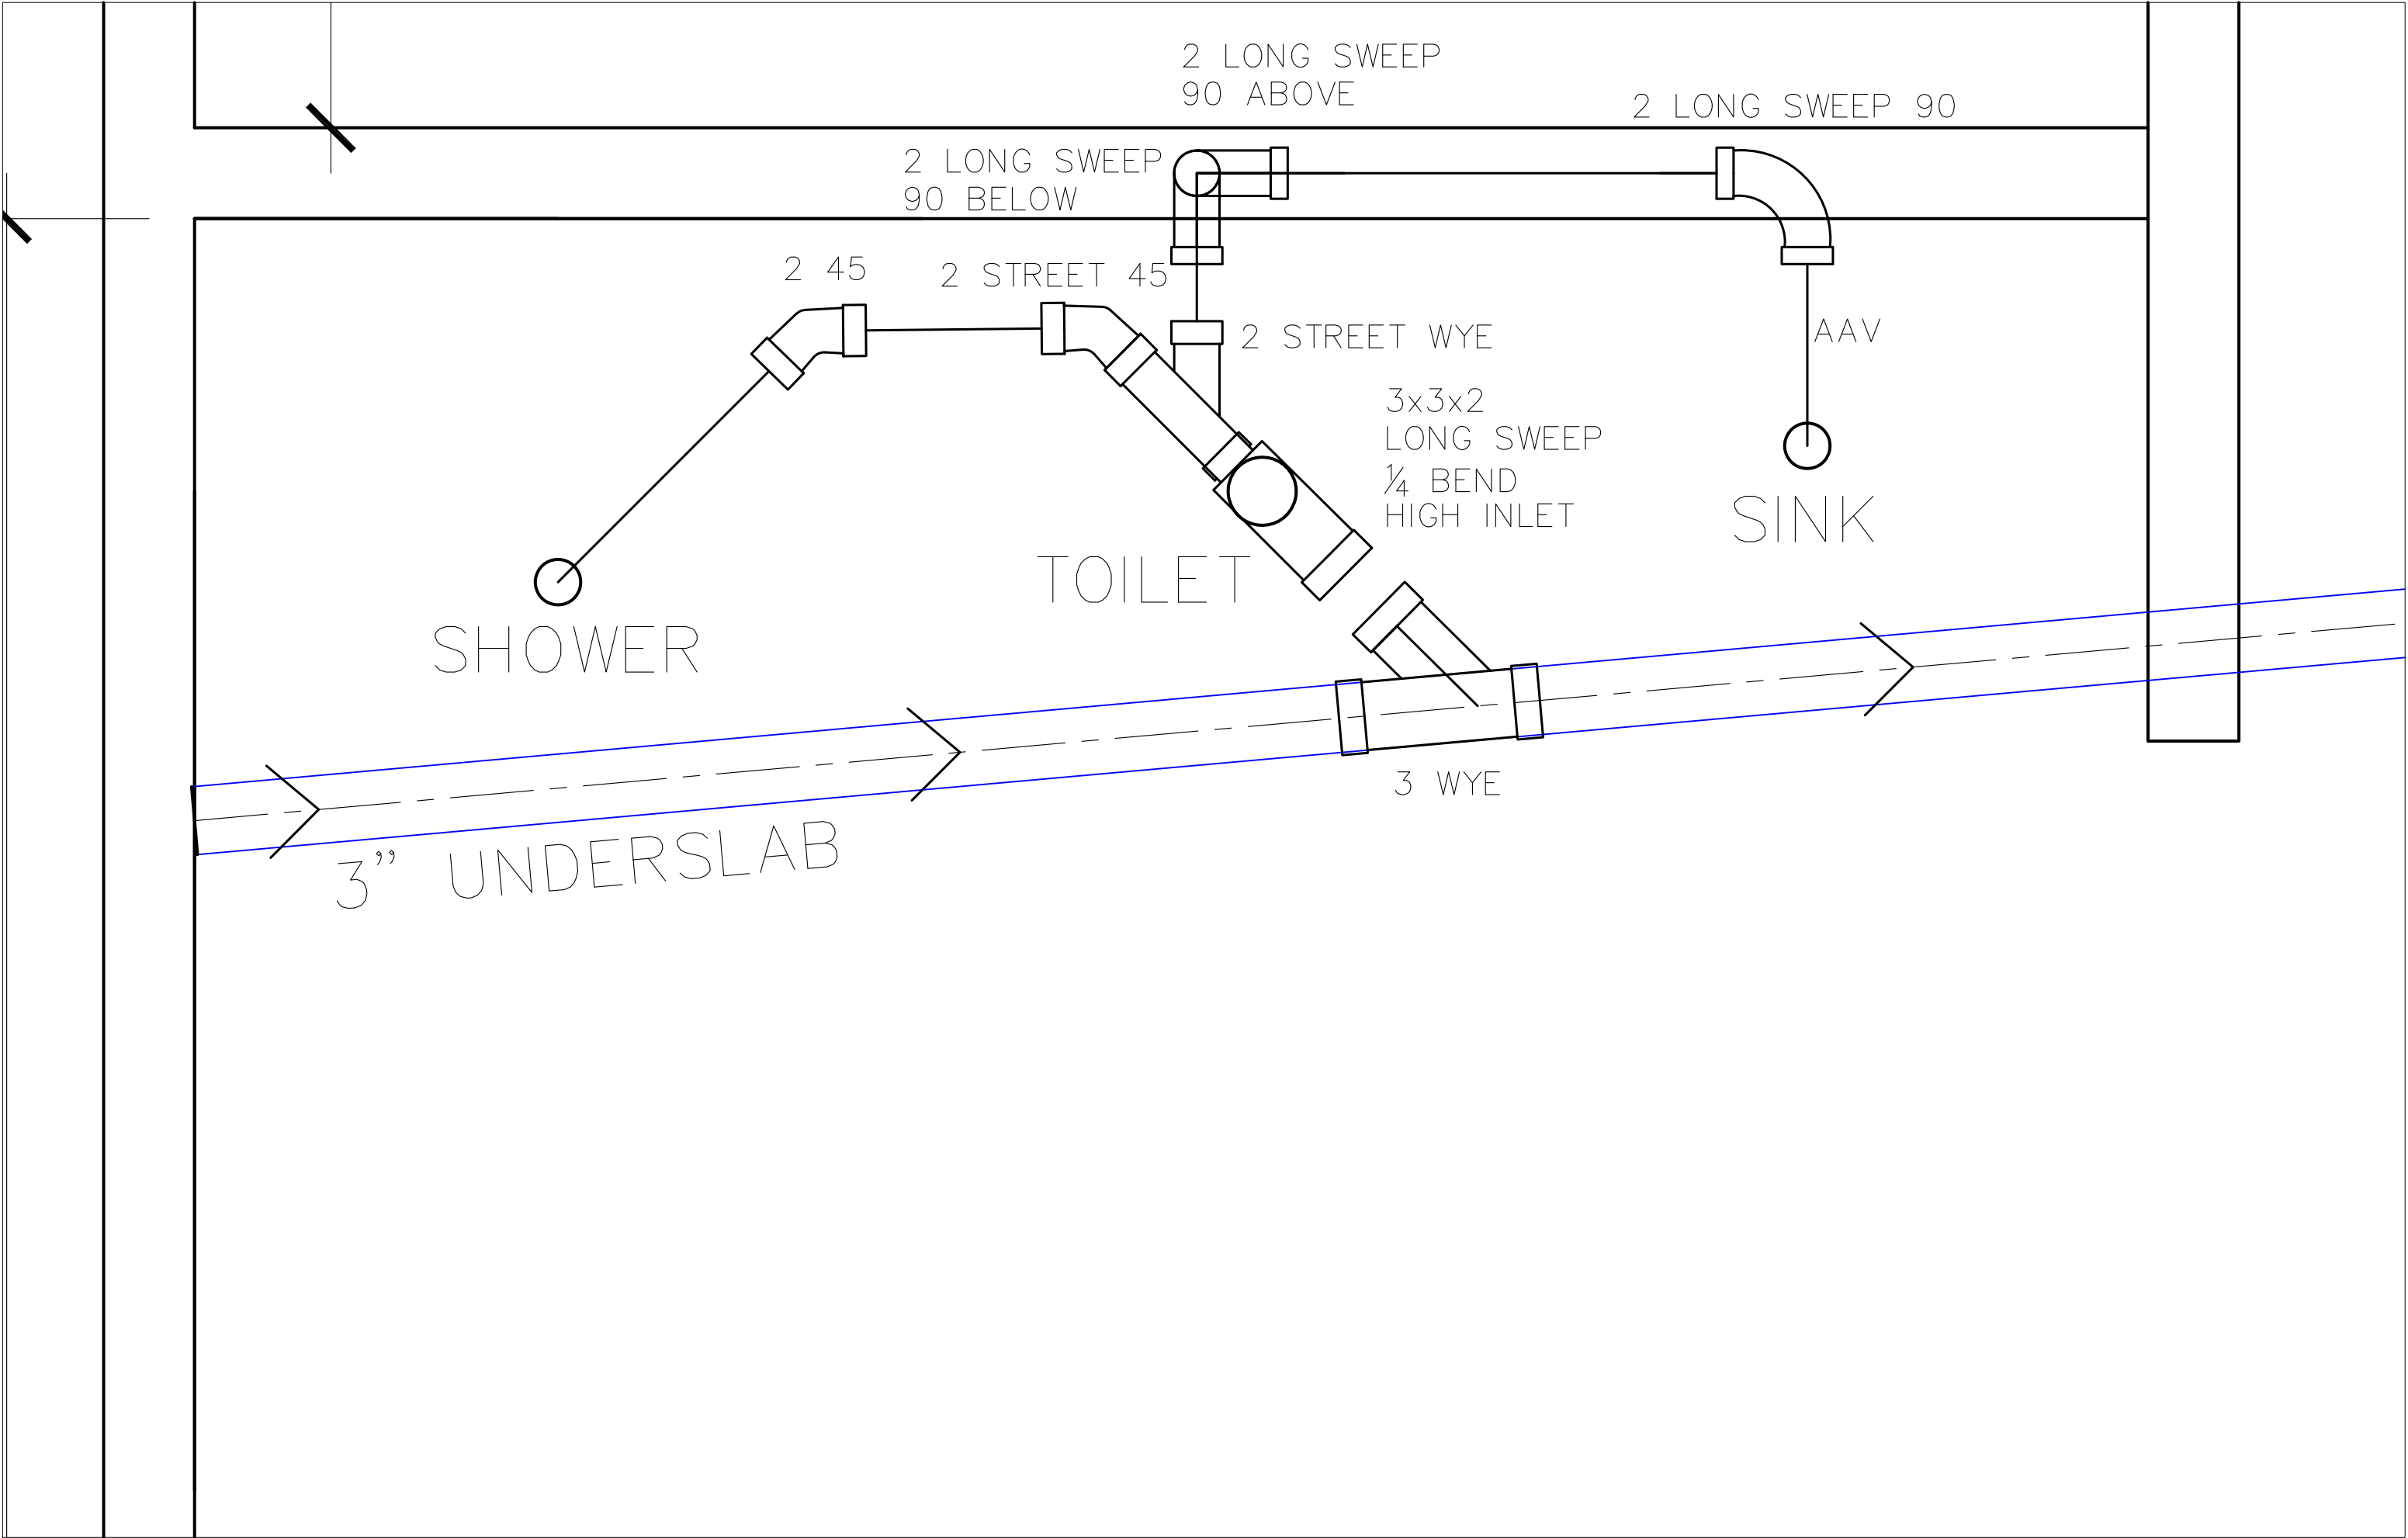 2 LONG SWEEP
90 ABOVE
2 LONG SWEEP 90
2 LONG SWEEP
90 BELOW
2 45
2 STREET 45
2 STREET WYE
AAV
3x3x2
LONG SWEEP
¼ BEND
HIGH INLET
SINK
TOILET
SHOWER
3 WYE
3” UNDERSLAB